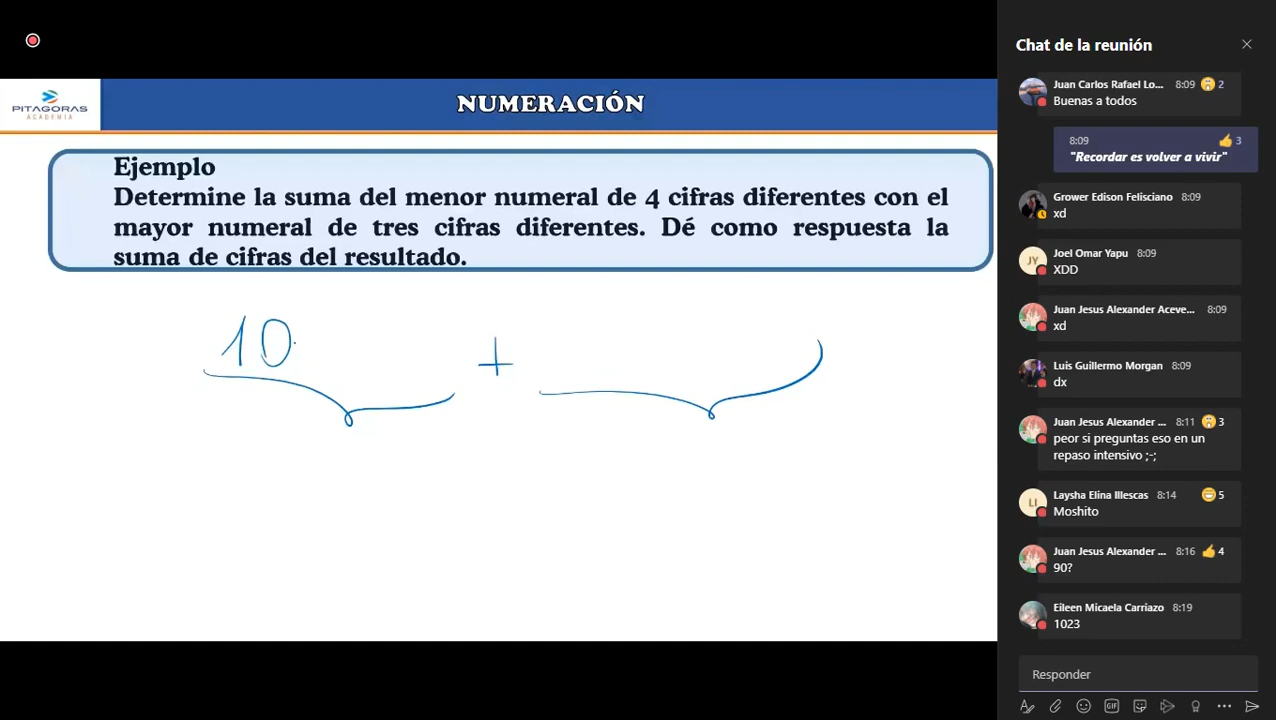 Chat de la reunión
PITAGORAS
ACADEMIA
NUMERACIÓN
Ejemplo
Determine la suma del menor numeral de 4 cifras diferentes con el
mayor numeral de tres cifras diferentes. Dé como respuesta la
suma de cifras del resultado.
10
+
Juan Carlos Rafael Lo... 8:09 2
Buenas a todos
8:09 3
"Recordar es volver a vivir"
Grower Edison Felisciano 8:09
xd
JY Joel Omar Yapu 8:09
XDD
Juan Jesus Alexander Aceve... 8:09
xd
Luis Guillermo Morgan 8:09
dx
Juan Jesus Alexander ... 8:11 3
peor si preguntas eso en un
repaso intensivo ;-;
LI Laysha Elina Illescas 8:14 5
Moshito
Juan Jesus Alexander ... 8:16 4
90?
Eileen Micaela Carriazo 8:19
1023
Responder
GIF